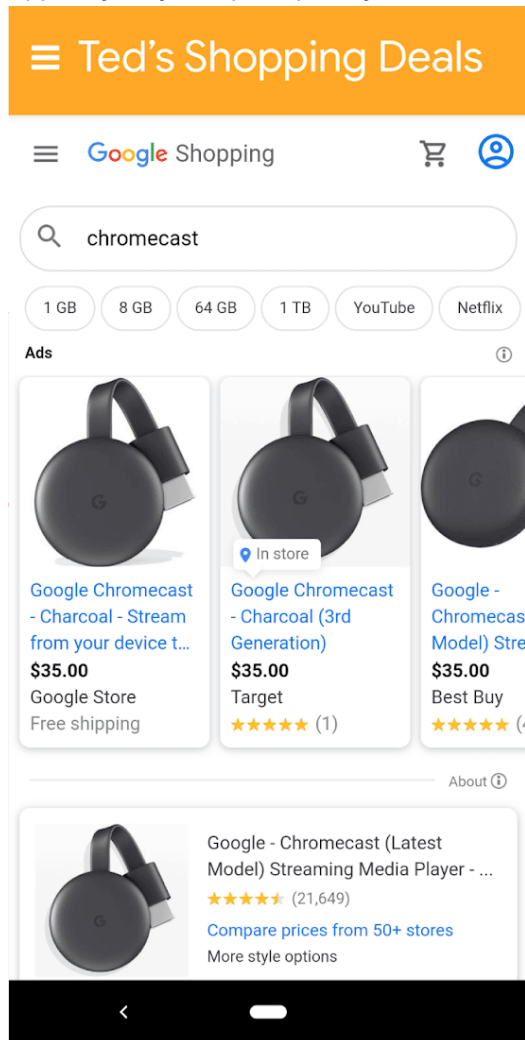 Ted's Shopping Deals
Google Shopping
chromecast
1 GB
8 GB
64 GB
1 TB
YouTube
Netflix
Ads
G
G
G
In store
Google Chromecast
- Charcoal - Stream
from your device t...
$35.00
Google Store
Free shipping
Google Chromecast
- Charcoal (3rd
Generation)
$35.00
Target
(1)
Google -
Chromecas
Model) Stre
$35.00
Best Buy
(4
About
G
Google - Chromecast (Latest
Model) Streaming Media Player - ...
(21,649)
Compare prices from 50+ stores
More style options